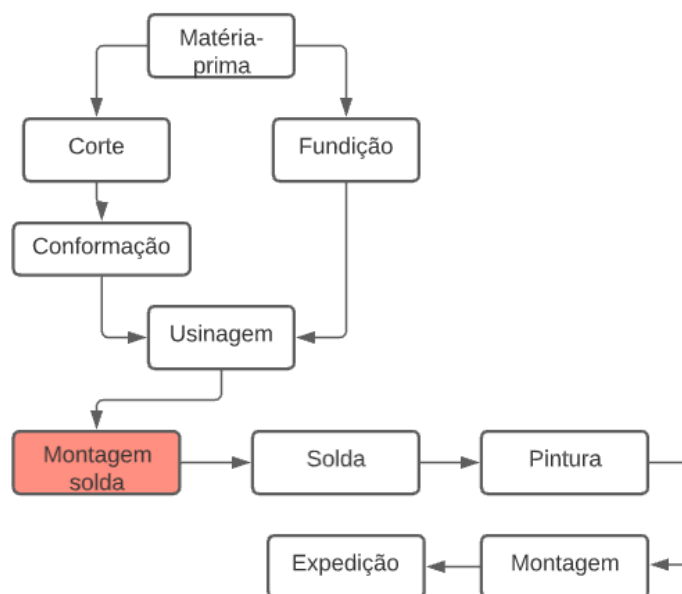 Matéria-
prima
Corte
Fundição
Conformação
Usinagem
Montagem
solda
Solda
Pintura
Expedição
Montagem